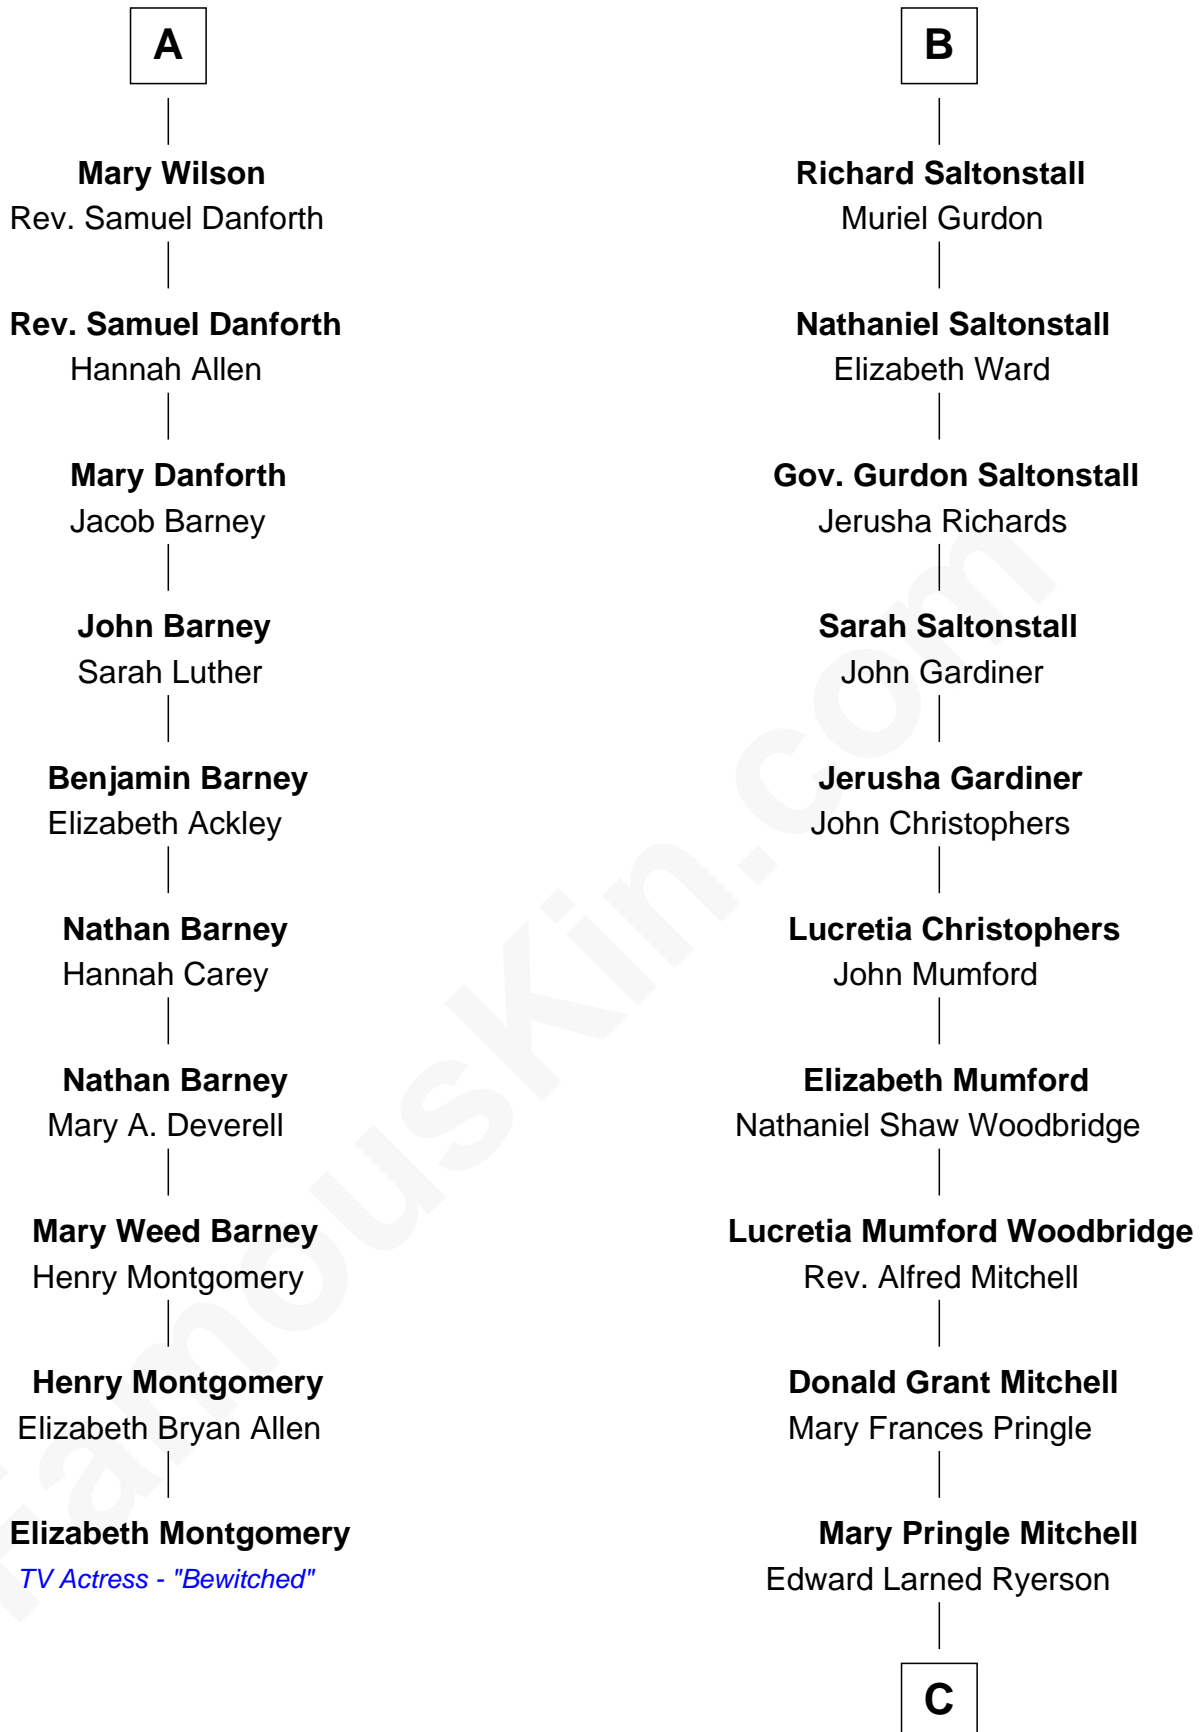 A
Mary Wilson
Rev. Samuel Danforth
Rev. Samuel Danforth
Hannah Allen
Mary Danforth
Jacob Barney
John Barney
Sarah Luther
Benjamin Barney
Elizabeth Ackley
Nathan Barney
Hannah Carey
Nathan Barney
Mary A. Deverell
Mary Weed Barney
Henry Montgomery
Henry Montgomery
Elizabeth Bryan Allen
Elizabeth Montgomery
TV Actress - "Bewitched"
B
Richard Saltonstall
Muriel Gurdon
Nathaniel Saltonstall
Elizabeth Ward
Gov. Gurdon Saltonstall
Jerusha Richards
Sarah Saltonstall
John Gardiner
Jerusha Gardiner
John Christophers
Lucretia Christophers
John Mumford
Elizabeth Mumford
Nathaniel Shaw Woodbridge
Lucretia Mumford Woodbridge
Rev. Alfred Mitchell
Donald Grant Mitchell
Mary Frances Pringle
Mary Pringle Mitchell
Edward Larned Ryerson
C
FamousKin.com